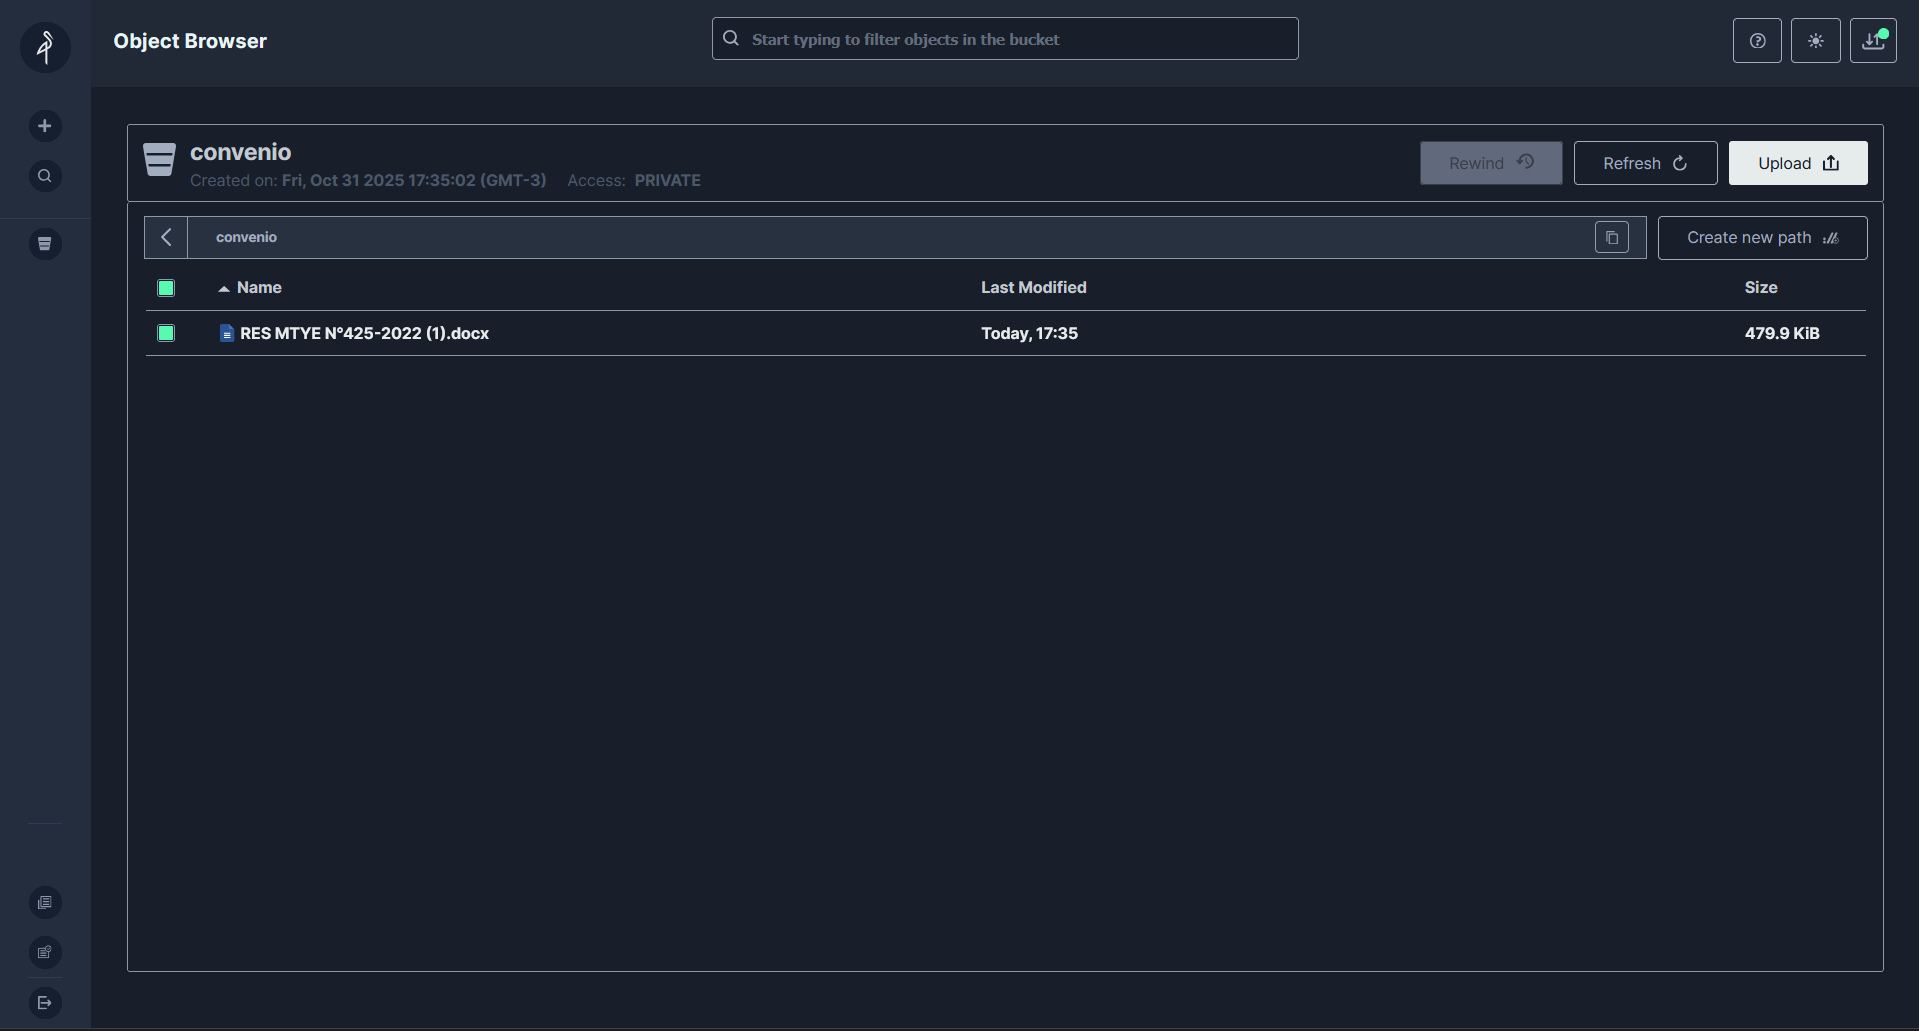 Object Browser
Start typing to filter objects in the bucket
convenio
Created on: Fri, Oct 31 2025 17:35:02 (GMT-3) Access: PRIVATE
Rewind
Refresh
Upload
convenio
Create new path
Name Last Modified Size
RES MTYE N°425-2022 (1).docx Today, 17:35 479.9 KiB